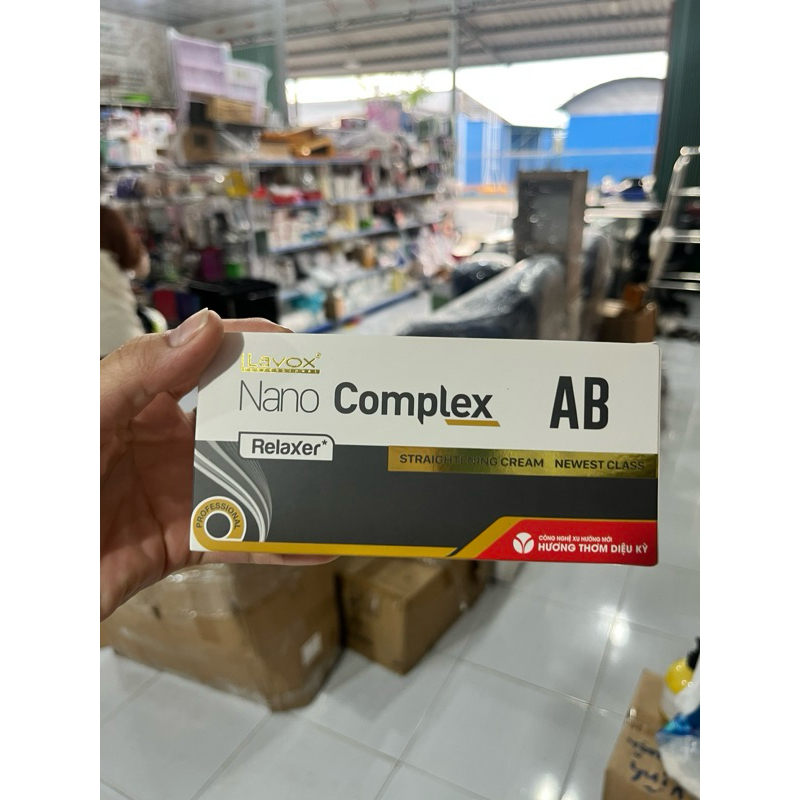 Lavox
PROFESSIONAL
Nano Complex AB
Relaxer*
STRAIGHTENING CREAM NEWEST CLASS
PROFESSIONAL
CÔNG NGHỆ XU HƯỚNG MỚI
HƯƠNG THƠM DIỆU KỲ